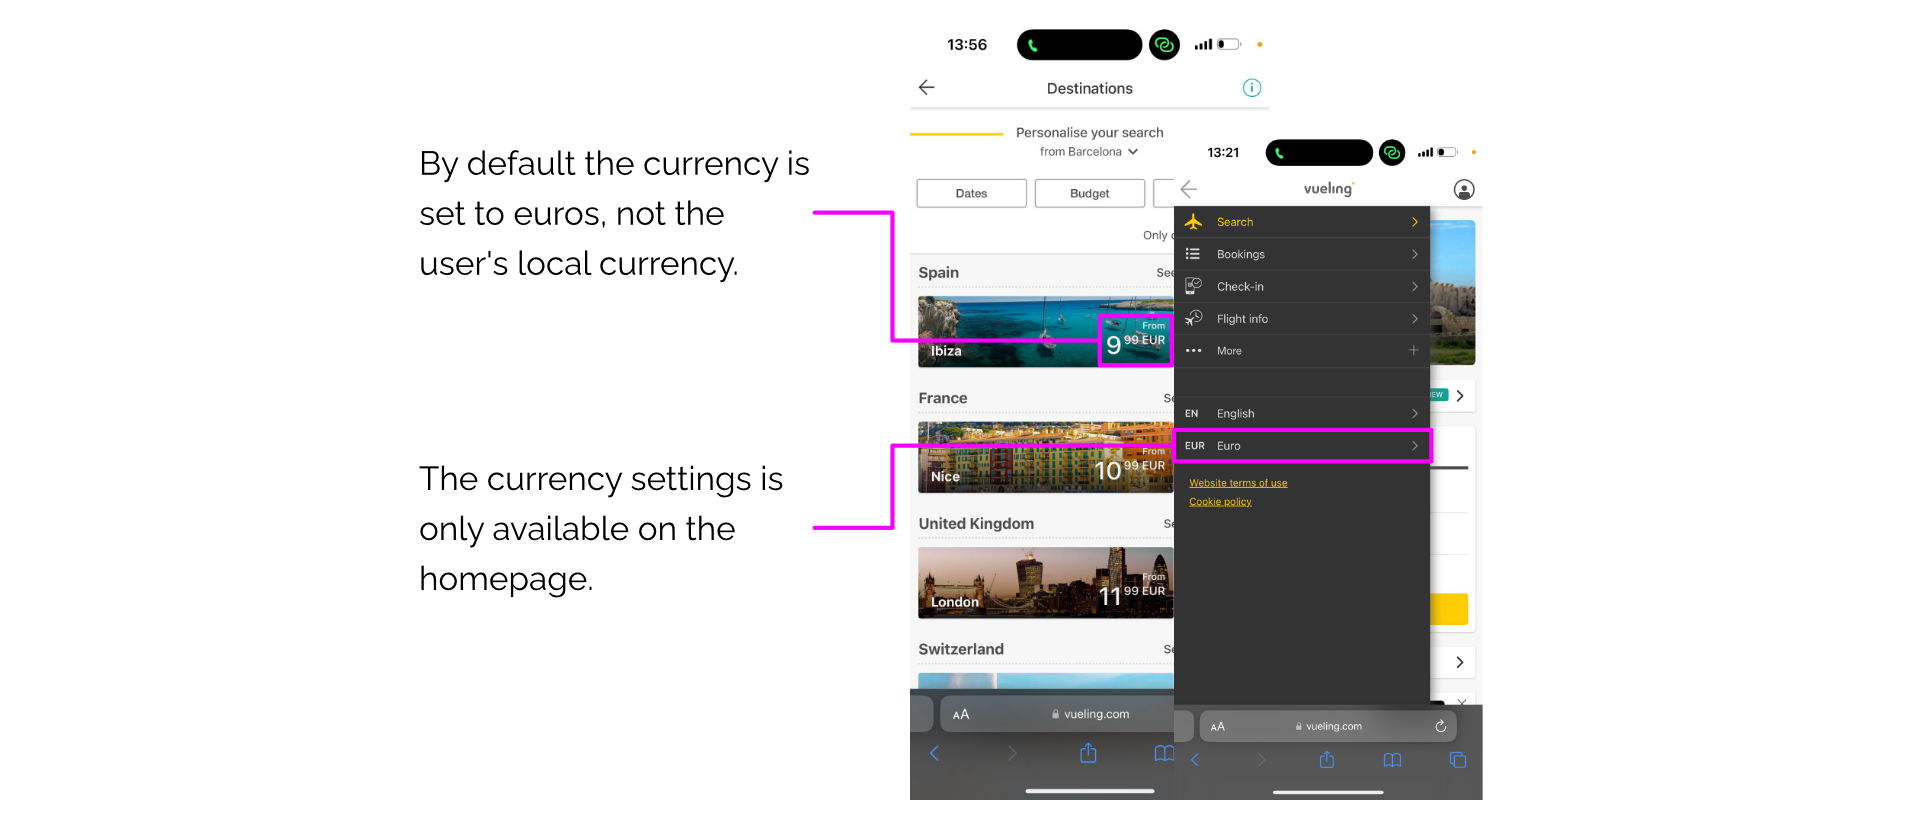 By default the currency is
set to euros, not the
user's local currency.
The currency settings is
only available on the
homepage.
13:56
Destinations
Personalise your search
from Barcelona
Dates
Budget
Only
Spain
See
From
9 99 EUR
Ibiza
France
From
10 99 EUR
Nice
United Kingdom
From
11 99 EUR
London
Switzerland
AA
vueling.com
13:21
vueling
Search
Bookings
Check-in
Flight info
More
EN English
EUR Euro
Website terms of use
Cookie policy
AA
vueling.com